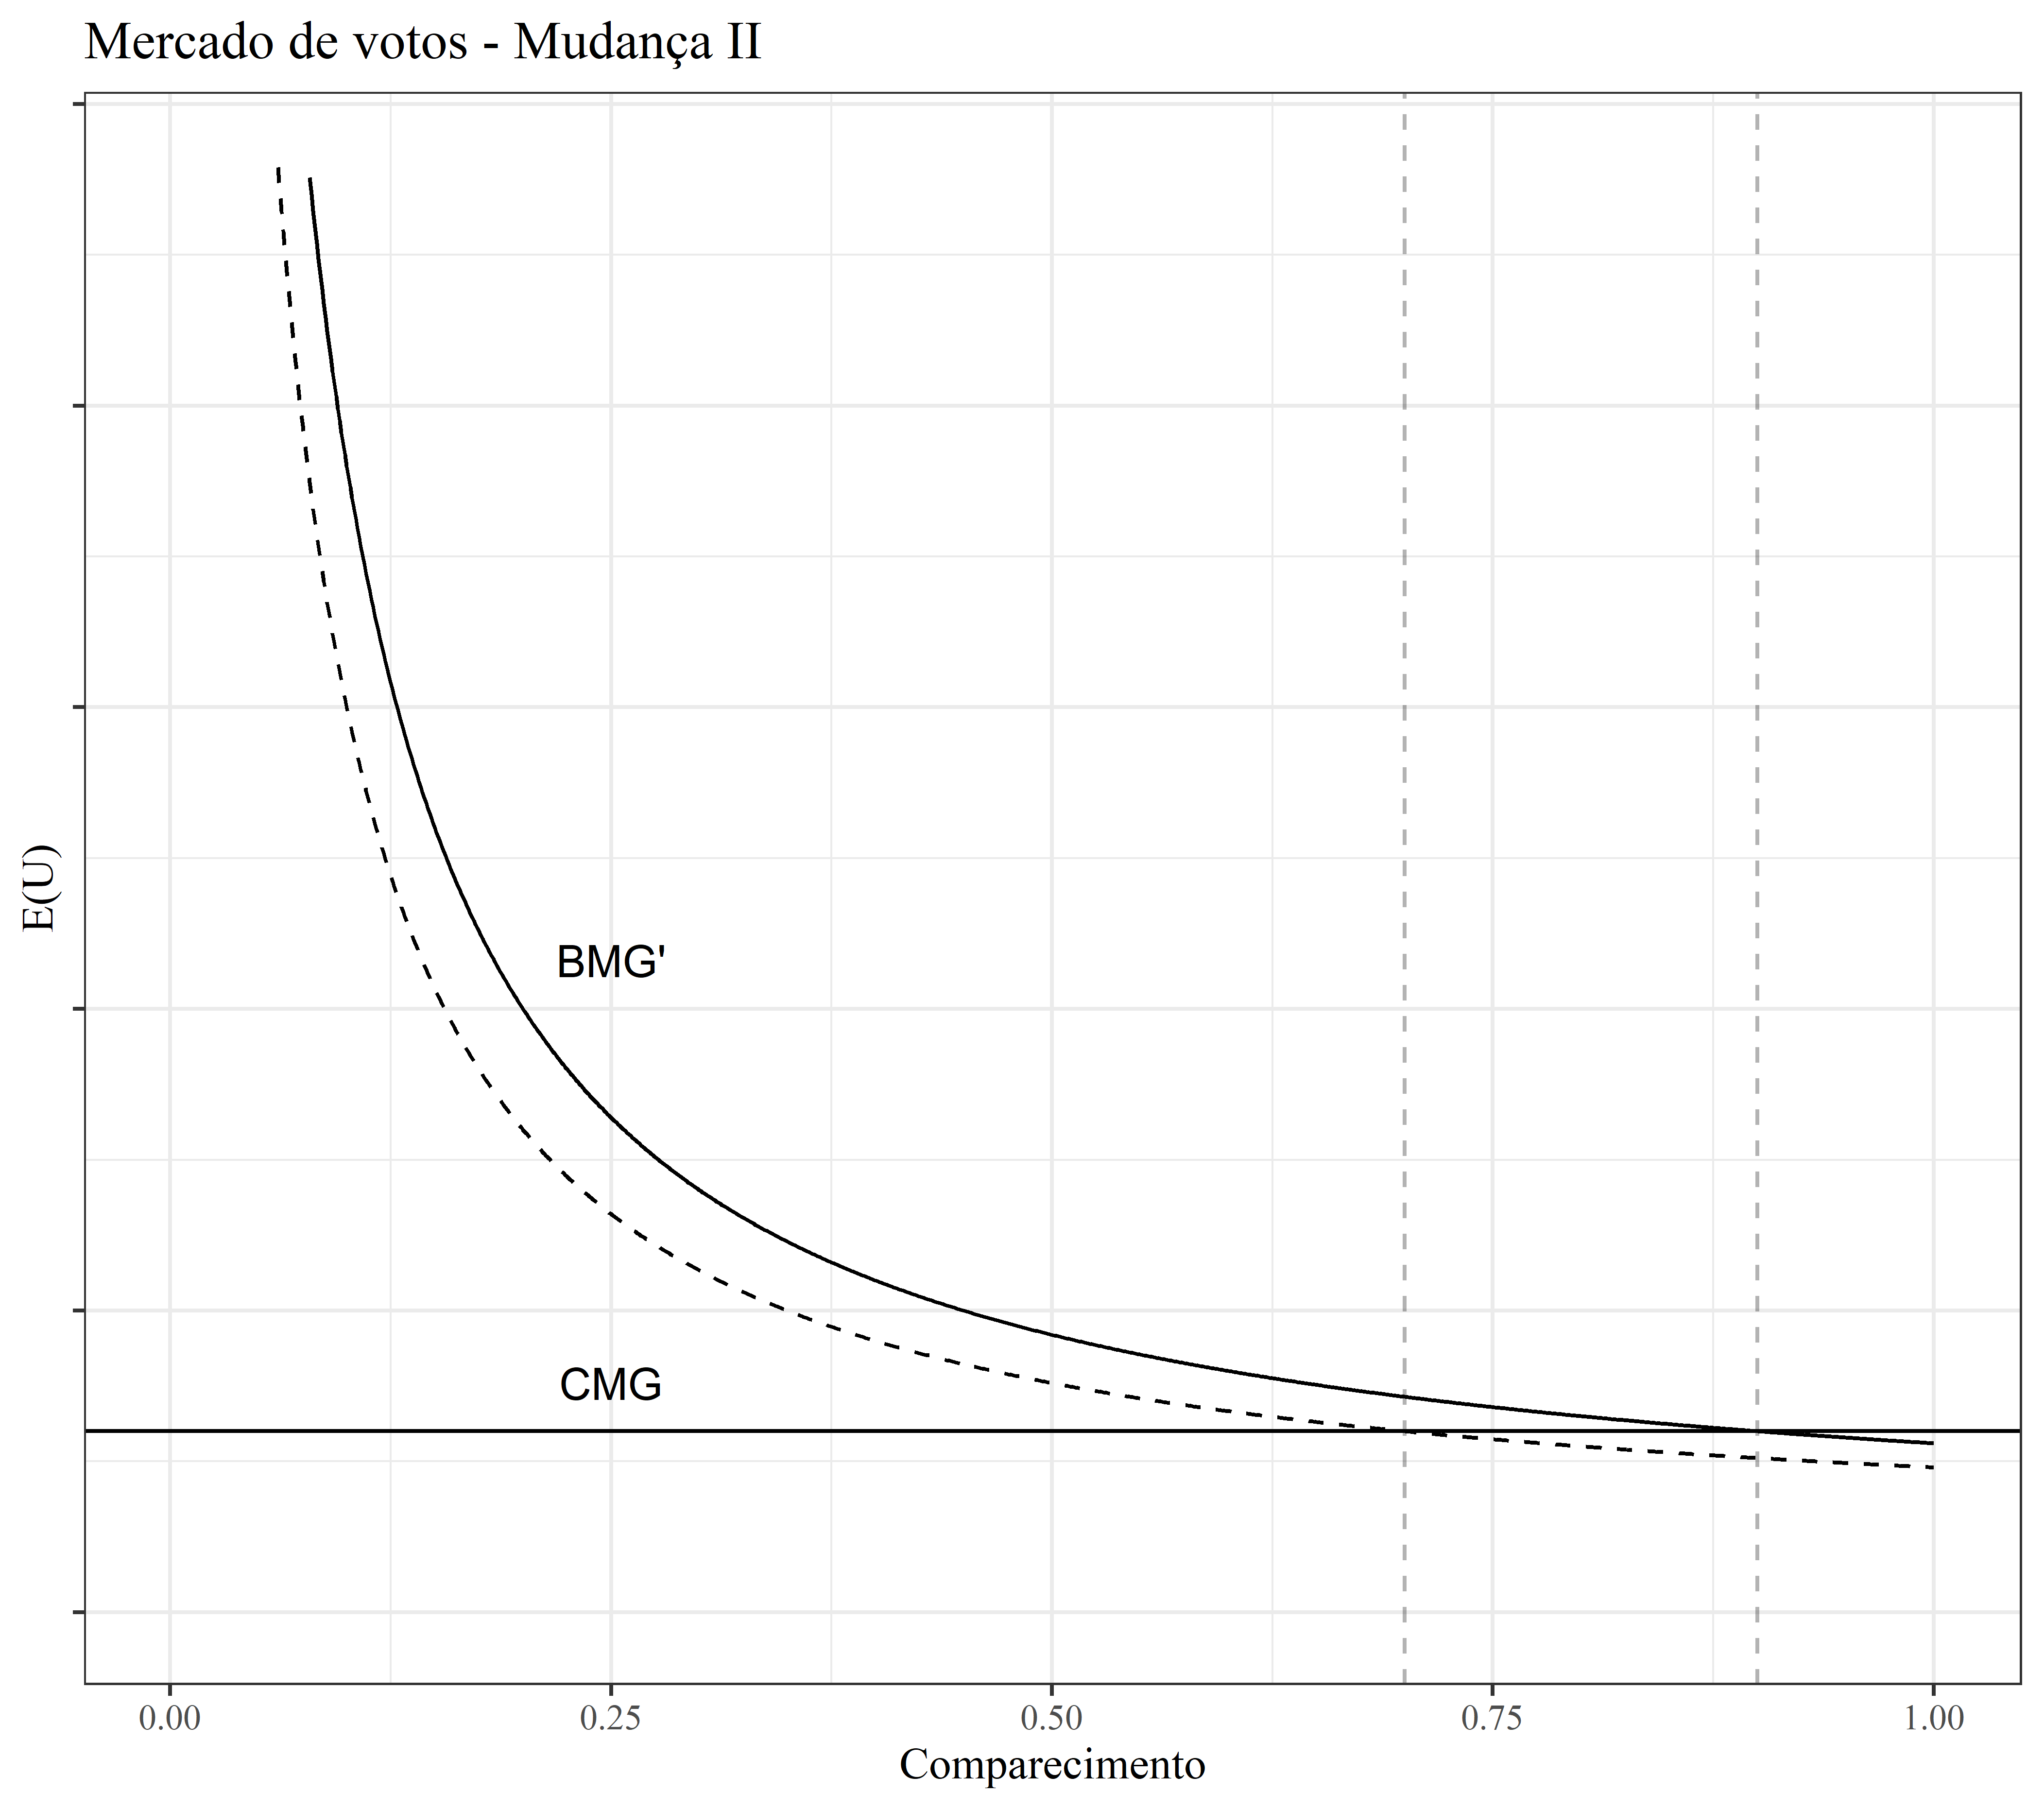 Mercado de votos - Mudança II
E(U)
BMG'
CMG
0.00 0.25 0.50 0.75 1.00
Comparecimento